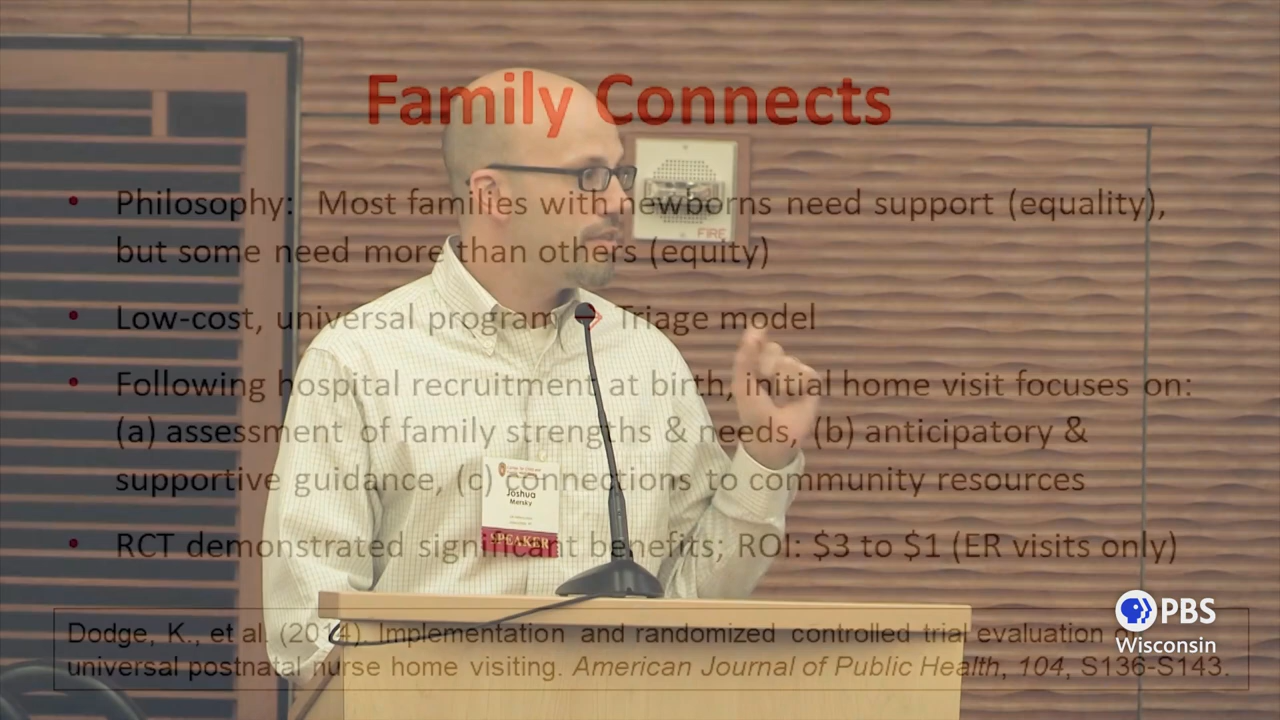 Family Connects
• Philosophy: Most families with newborns need support (equality),
but some need more than others (equity)
FIRE
• Low-cost, universal program Triage model
• Following hospital recruitment at birth, initial home visit focuses on:
(a) assessment of family strengths & needs, (b) anticipatory &
supportive guidance, (c) connections to community resources
Joshua
Mersky
SPEAKER
• RCT demonstrated significant benefits; ROI: $3 to $1 (ER visits only)
PBS
Wisconsin
Dodge, K., et al. (2014). Implementation and randomized controlled trial evaluation of
universal postnatal nurse home visiting. American Journal of Public Health, 104, S136-S143.